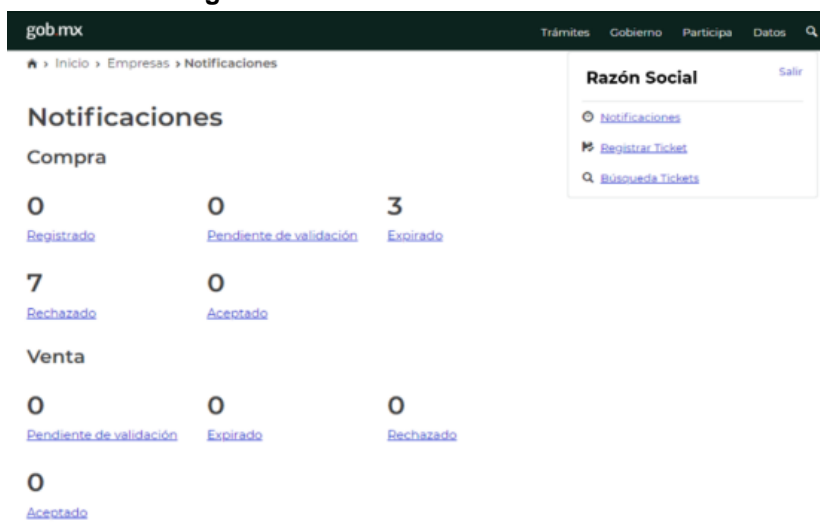 gob.mx Trámites Gobierno Participa Datos
> Inicio > Empresas > Notificaciones
Razón Social Salir
Notificaciones
Registrar Ticket
Búsqueda Tickets
Notificaciones
Compra
0 0 3
Registrado Pendiente de validación Expirado
7 0
Rechazado Aceptado
Venta
0 0 0
Pendiente de validación Expirado Rechazado
0
Aceptado